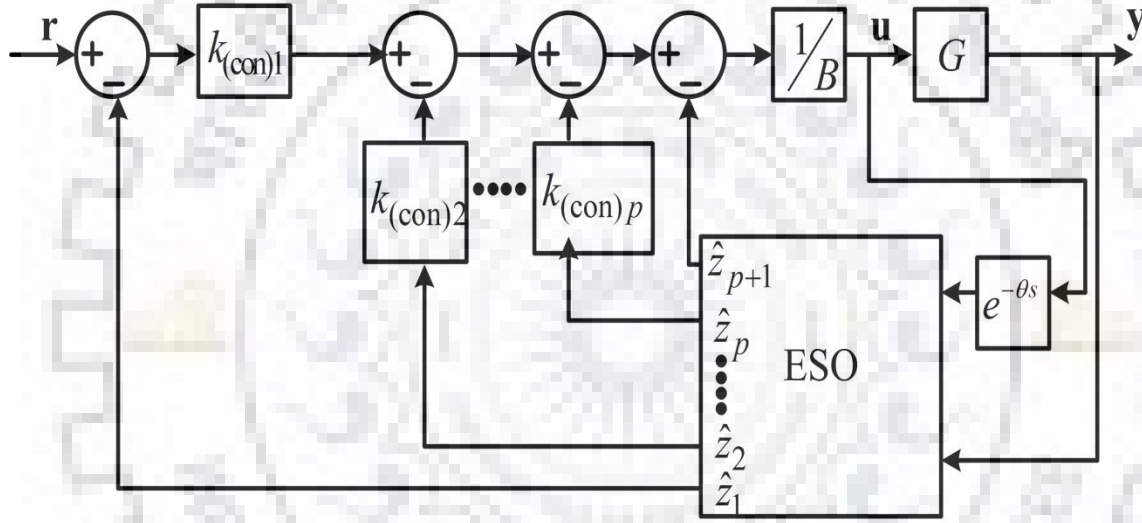 r + − k(con)1 + − + − + − 1/B u G y
k(con)2 •••• k(con)p
ẑp+1
e^−θs
ẑp
ESO
ẑ2
ẑ1